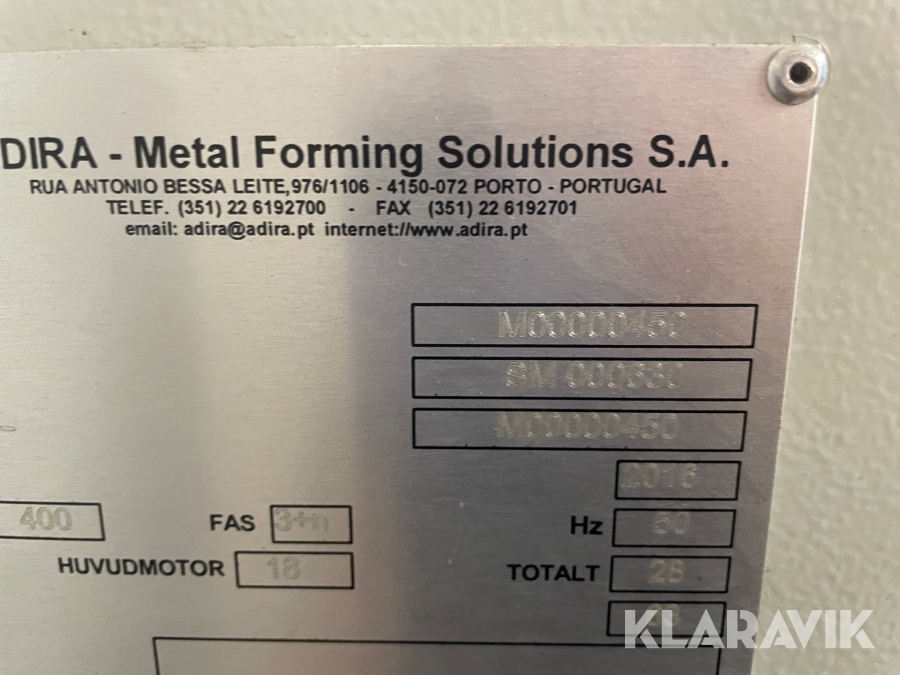 DIRA - Metal Forming Solutions S.A.
RUA ANTONIO BESSA LEITE,976/1106 - 4150-072 PORTO - PORTUGAL
TELEF. (351) 22 6192700 - FAX (351) 22 6192701
email: adira@adira.pt internet://www.adira.pt
M00000450
SM
M00000450
2016
400 FAS 3+n Hz 50
HUVUDMOTOR 18 TOTALT
KLARAVIK